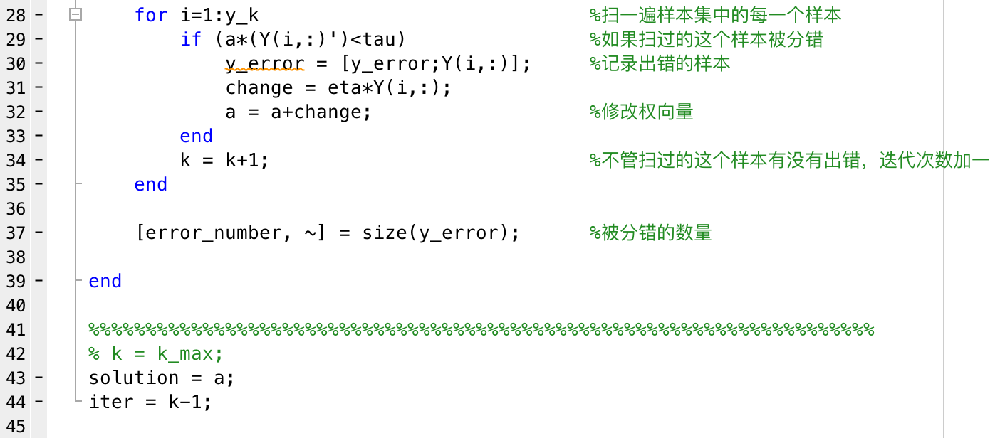 28 - for i=1:y_k %扫一遍样本集中的每一个样本
29 - if (a*(Y(i,:)')<tau) %如果扫过的这个样本被分错
30 - y_error = [y_error;Y(i,:)]; %记录出错的样本
31 - change = eta*Y(i,:);
32 - a = a+change; %修改权向量
33 - end
34 - k = k+1; %不管扫过的这个样本有没有出错，迭代次数加一
35 - end
36
37 - [error_number, ~] = size(y_error); %被分错的数量
38
39 - end
40
41 %%%%%%%%%%%%%%%%%%%%%%%%%%%%%%%%%%%%%%%%%%%%%%%%%%%%%%%%%%%%%%%%%%%%%%%
42 % k = k_max;
43 - solution = a;
44 - iter = k-1;
45